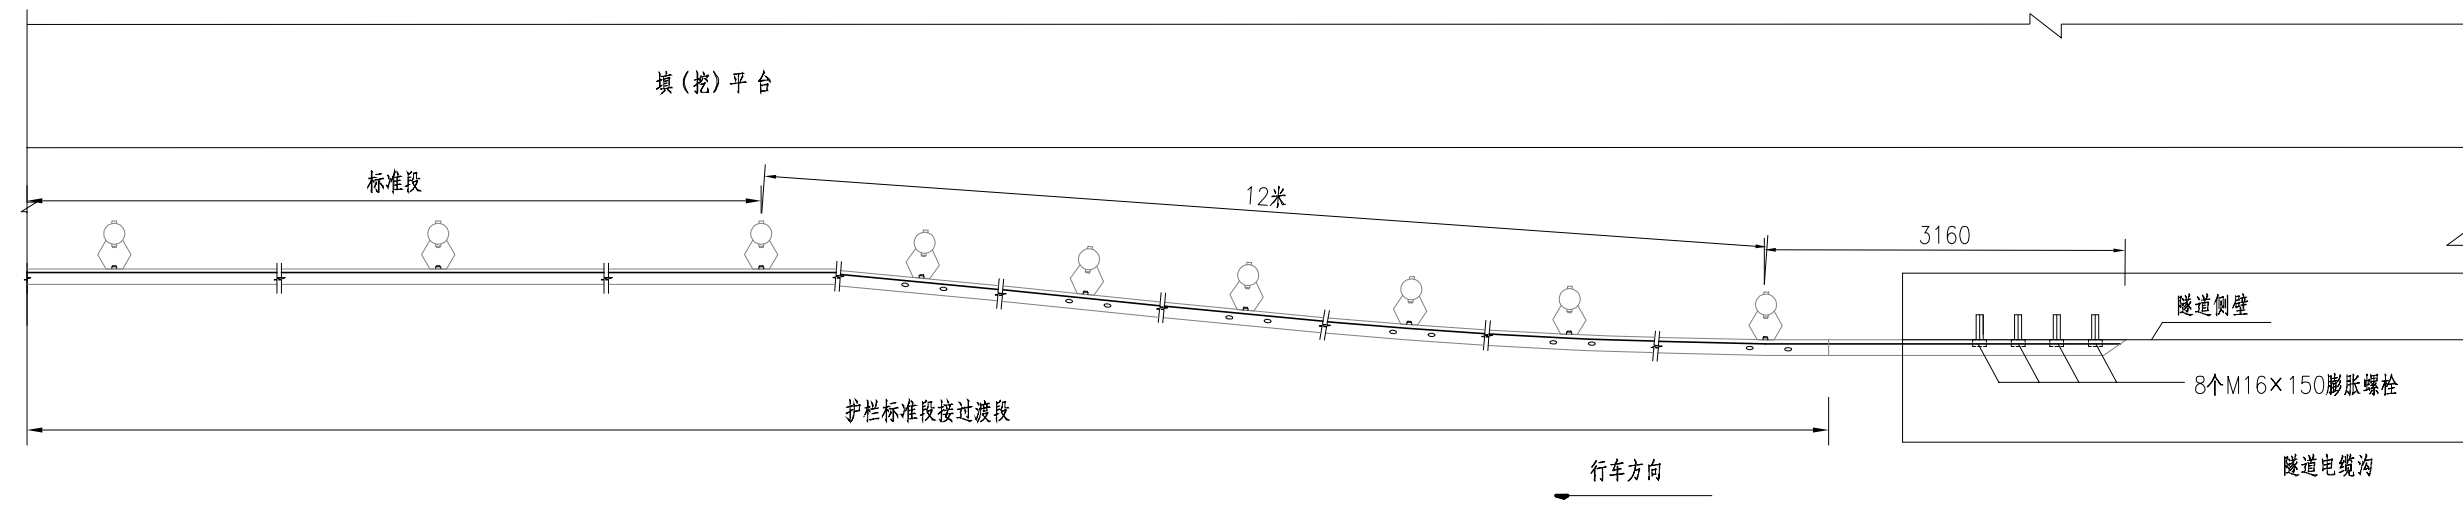 填(挖)平 台
标准段
12米
3160
隧道侧壁
8个M16×150膨胀螺栓
护栏标准段接过渡段
行车方向
隧道电缆沟